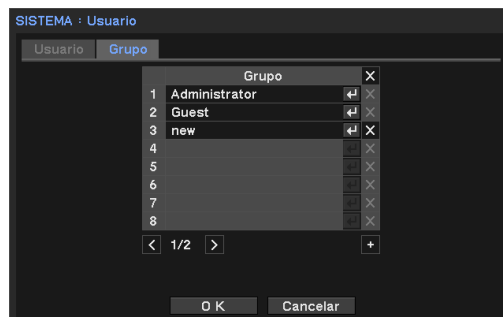 SISTEMA : Usuario
Usuario Grupo
Grupo X
1 Administrator X
2 Guest X
3 new X
4 X
5 X
6 X
7 X
8 X
< 1/2 > +
OK Cancelar